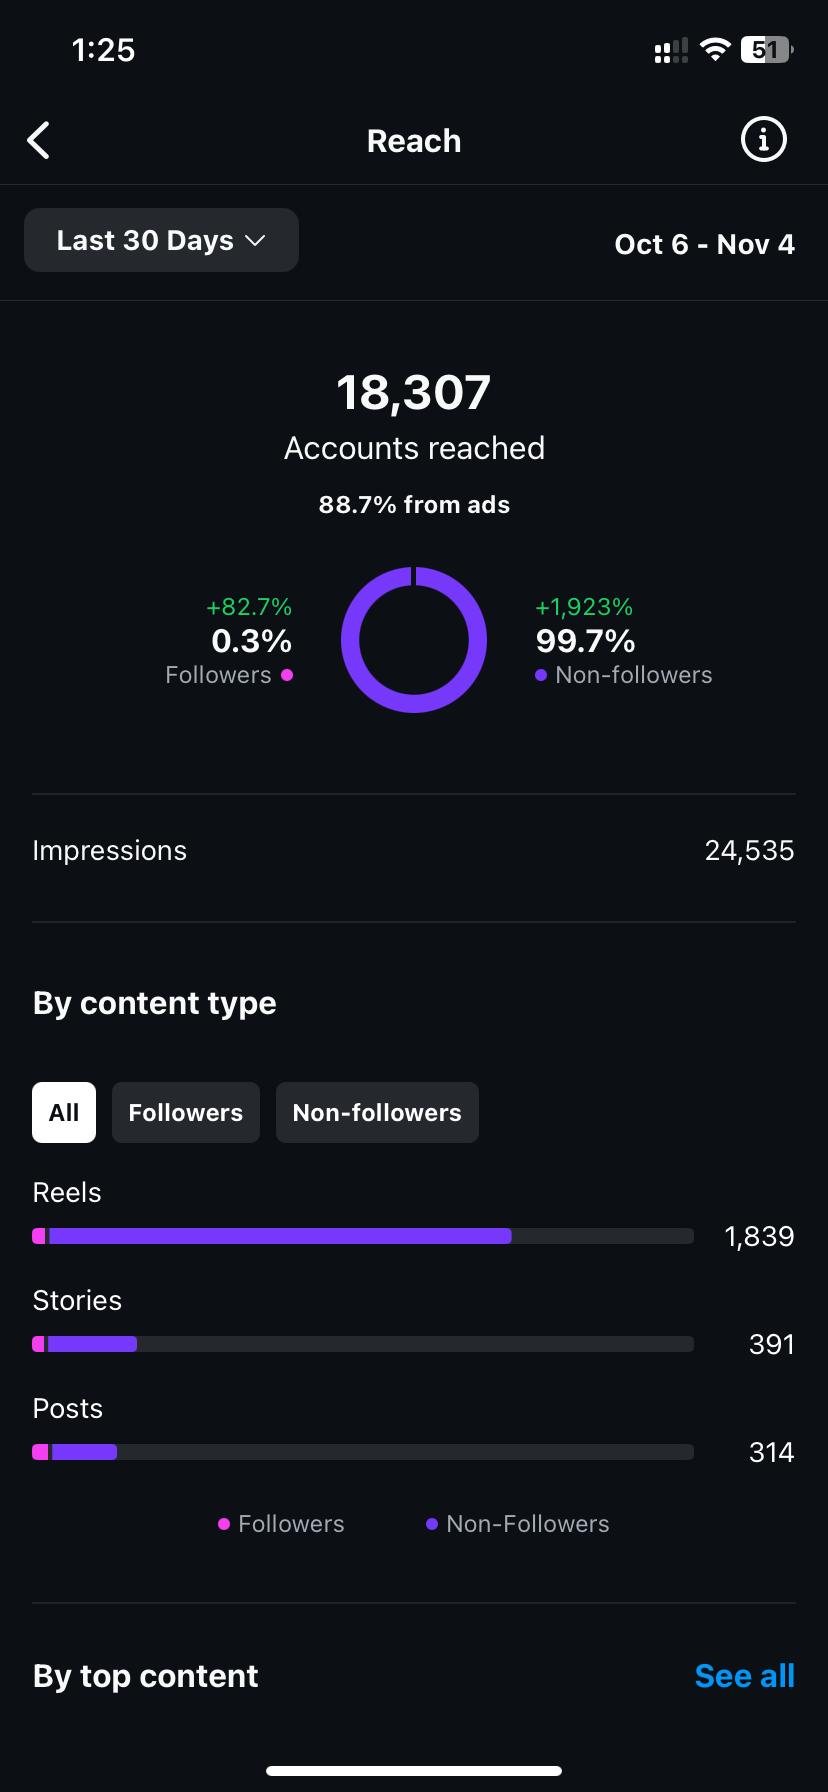 1:25
51
Reach
Last 30 Days
Oct 6 - Nov 4
18,307
Accounts reached
88.7% from ads
+82.7%
0.3%
Followers
+1,923%
99.7%
Non-followers
Impressions
24,535
By content type
All
Followers
Non-followers
Reels
1,839
Stories
391
Posts
314
Followers
Non-Followers
By top content
See all